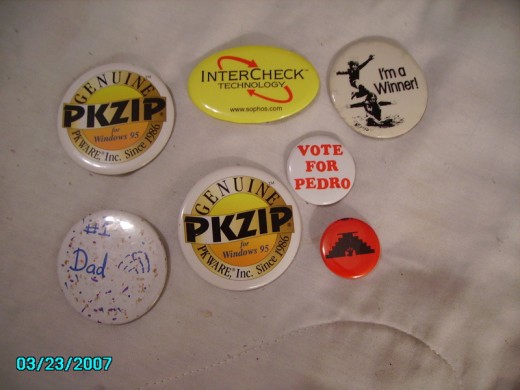 GENUINE
PKZIP
for
Windows 95
PKWARE, Inc. Since 1986
INTERCHECK™
TECHNOLOGY
www.sophos.com
I'm a
Winner!
VOTE
FOR
PEDRO
GENUINE
PKZIP
for
Windows 95
PKWARE, Inc. Since 1986
#1
Dad
03/23/2007